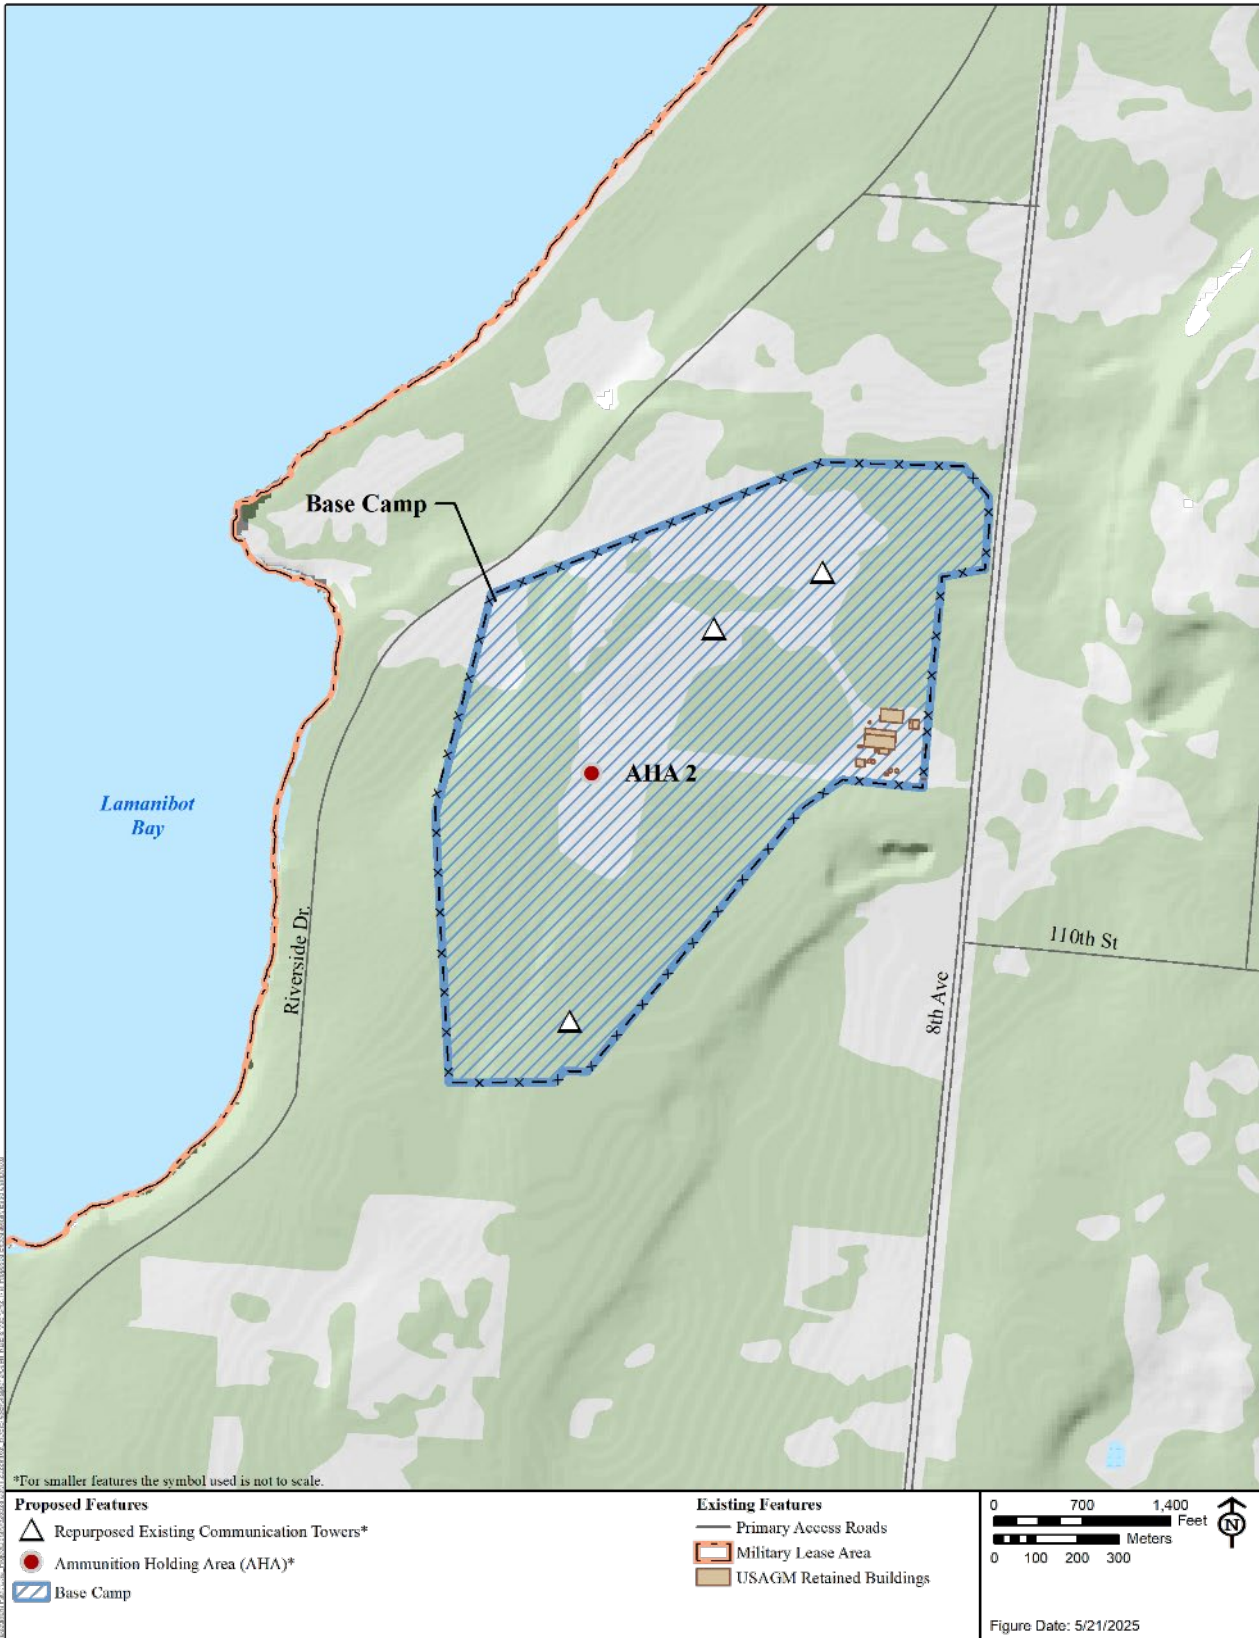 Base Camp
AHA 2
Lamanibot
Bay
Riverside Dr.
110th St
8th Ave
*For smaller features the symbol used is not to scale.
Proposed Features
Repurposed Existing Communication Towers*
Ammunition Holding Area (AHA)*
Base Camp
Existing Features
Primary Access Roads
Military Lease Area
USAGM Retained Buildings
0 700 1,400
Feet
Meters
0 100 200 300
N
Figure Date: 5/21/2025